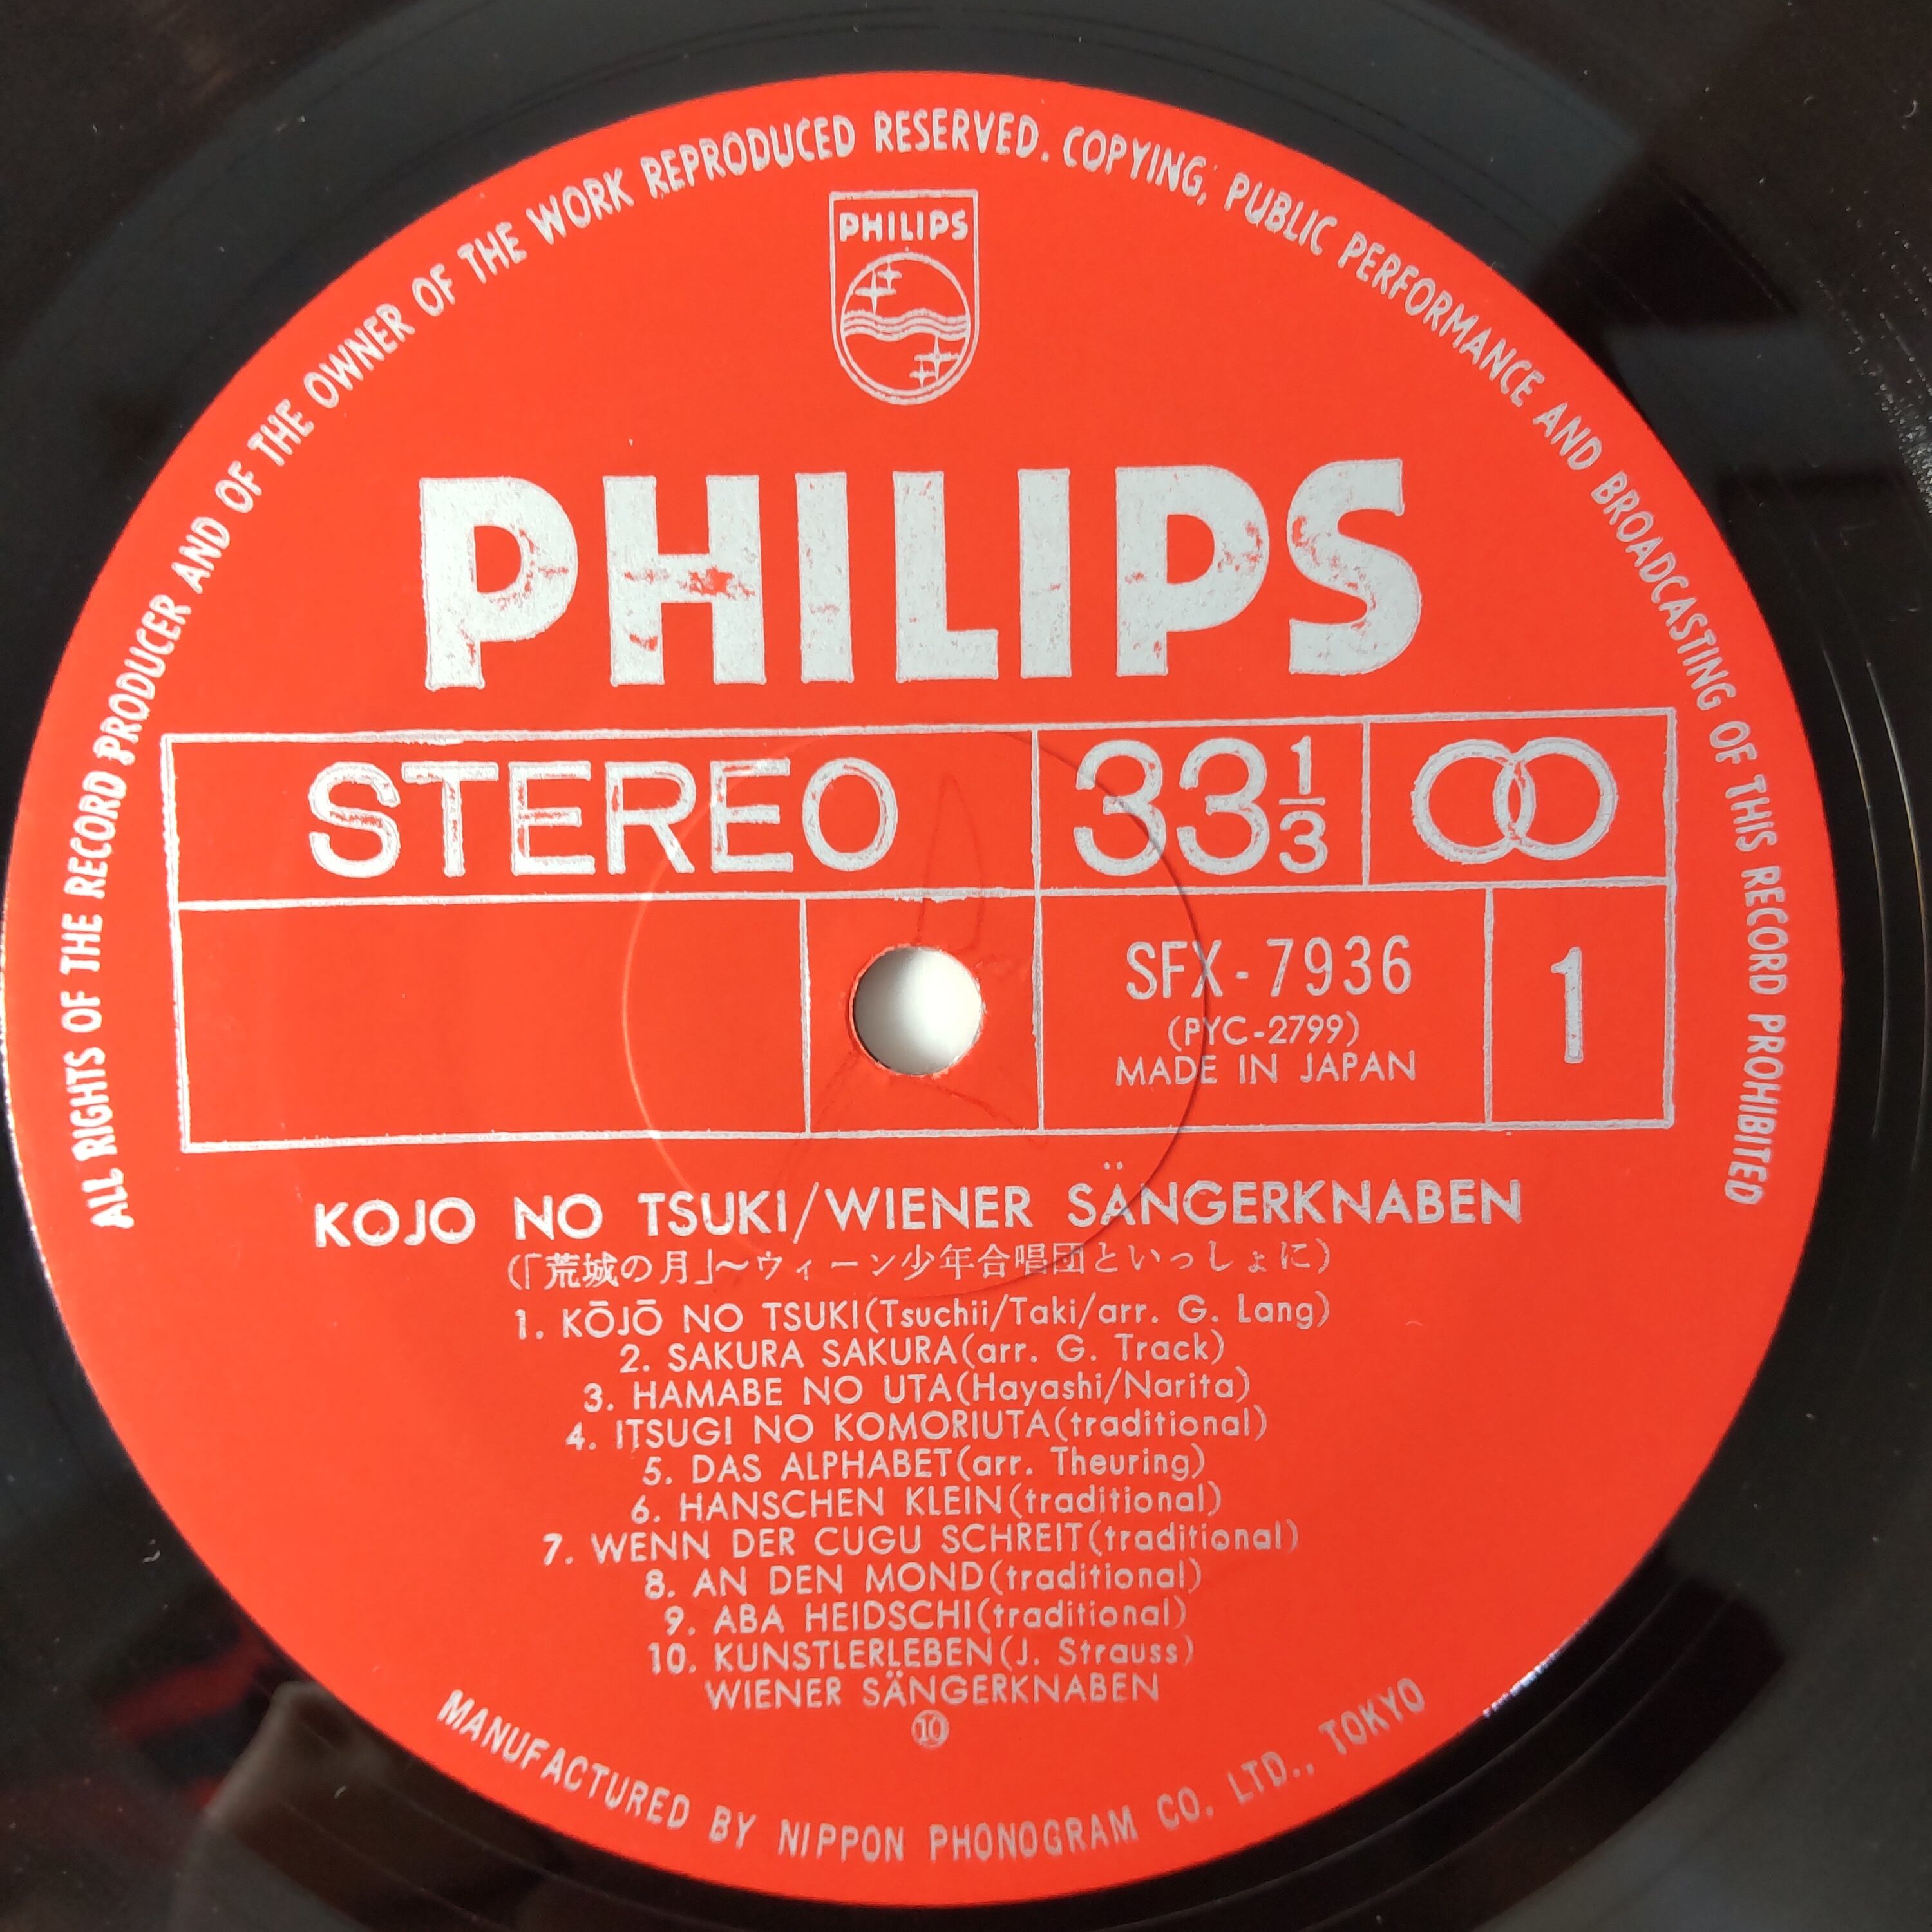 ALL RIGHTS OF THE RECORD PRODUCER AND OF THE OWNER OF THE WORK REPRODUCED RESERVED. COPYING, PUBLIC PERFORMANCE AND BROADCASTING OF THIS RECORD PROHIBITED
PHILIPS
PHILIPS
STEREO 33 1/3
SFX-7936 1
(PYC-2799)
MADE IN JAPAN
KOJO NO TSUKI/WIENER SÄNGERKNABEN
(「荒城の月」〜ウィーン少年合唱団といっしょに)
1. KŌJŌ NO TSUKI(Tsuchii/Taki/arr. G. Lang)
2. SAKURA SAKURA(arr. G. Track)
3. HAMABE NO UTA(Hayashi/Narita)
4. ITSUGI NO KOMORIUTA(traditional)
5. DAS ALPHABET(arr. Theuring)
6. HANSCHEN KLEIN(traditional)
7. WENN DER CUGU SCHREIT(traditional)
8. AN DEN MOND(traditional)
9. ABA HEIDSCHI(traditional)
10. KUNSTLERLEBEN(J. Strauss)
WIENER SÄNGERKNABEN
⑩
MANUFACTURED BY NIPPON PHONOGRAM CO. LTD., TOKYO